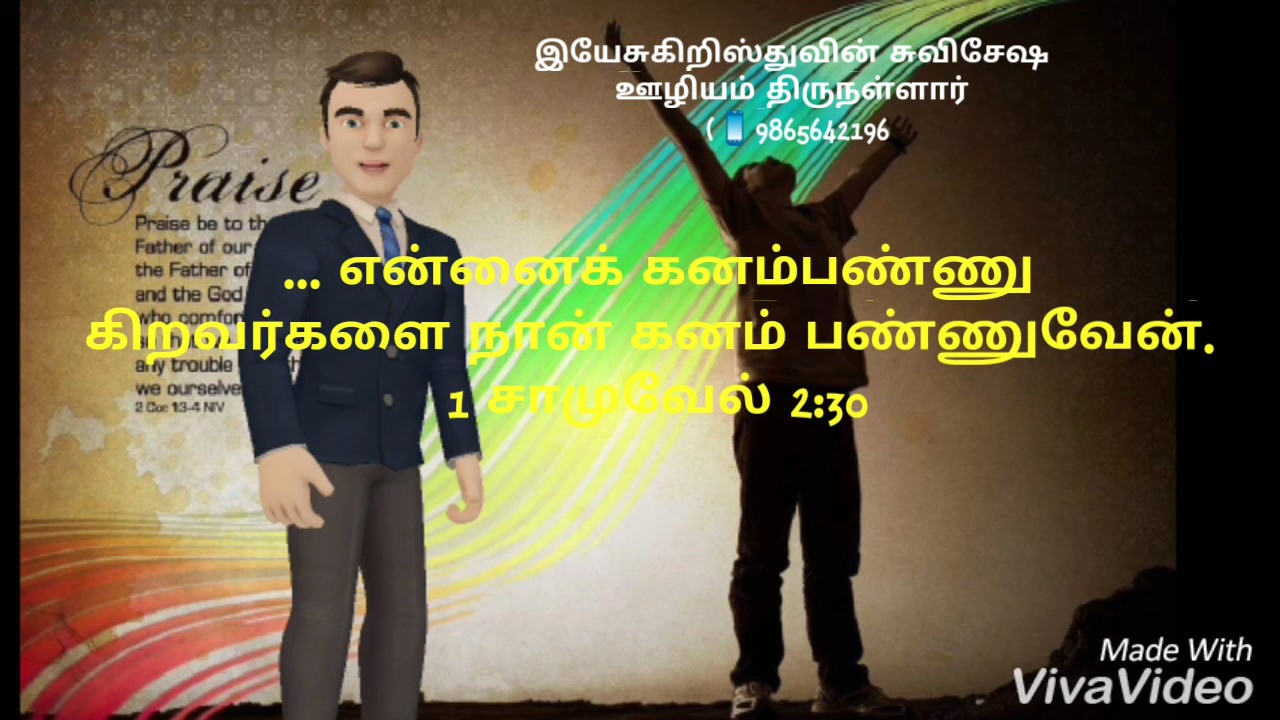 இயேசுகிறிஸ்துவின் சுவிசேஷ
ஊழியம் திருநள்ளார்
( 📱 9865642196
Praise
Praise be to th
Father of our
the Father of
and the God
who comfor
any trouble
we ourselve
2 Cor 1:3-4 NIV
... என்னைக் கனம்பண்ணு
கிறவர்களை நான் கனம் பண்ணுவேன்.
1 சாமுவேல் 2:30
Made With
VivaVideo